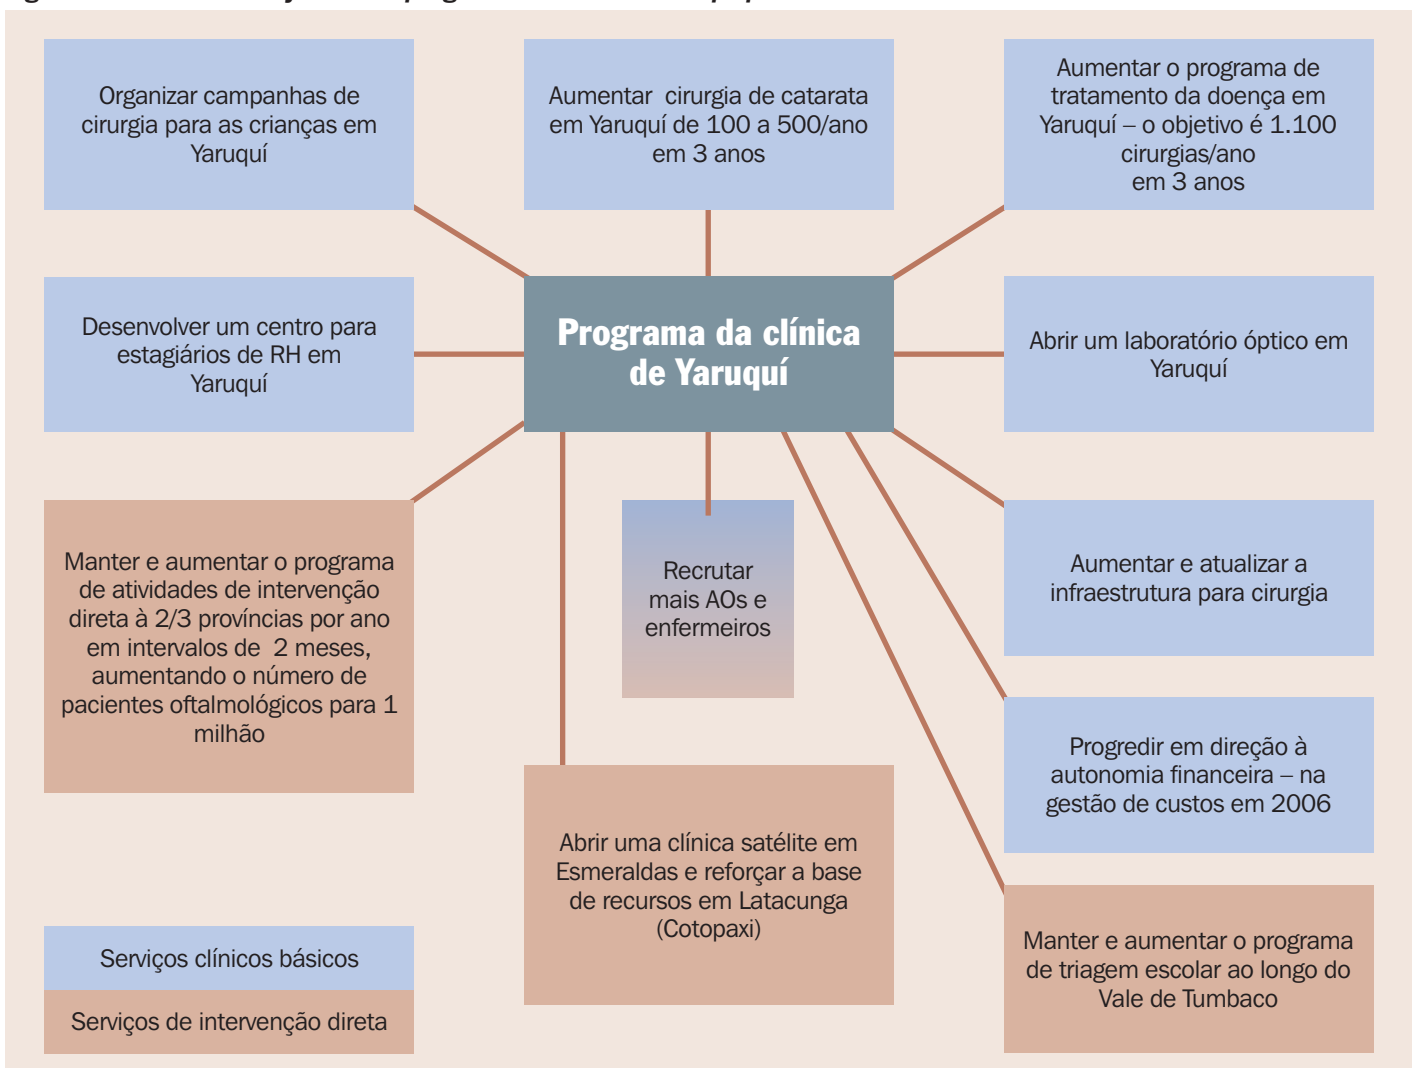 Organizar campanhas de
cirurgia para as crianças em
Yaruquí
Aumentar cirurgia de catarata
em Yaruquí de 100 a 500/ano
em 3 anos
Aumentar o programa de
tratamento da doença em
Yaruquí – o objetivo é 1.100
cirurgias/ano
em 3 anos
Desenvolver um centro para
estagiários de RH em
Yaruquí
Programa da clínica
de Yaruquí
Abrir um laboratório óptico em
Yaruquí
Manter e aumentar o programa
de atividades de intervenção
direta à 2/3 províncias por ano
em intervalos de 2 meses,
aumentando o número de
pacientes oftalmológicos para 1
milhão
Recrutar
mais AOs e
enfermeiros
Aumentar e atualizar a
infraestrutura para cirurgia
Progredir em direção à
autonomia financeira – na
gestão de custos em 2006
Abrir uma clínica satélite em
Esmeraldas e reforçar a base
de recursos em Latacunga
(Cotopaxi)
Manter e aumentar o programa
de triagem escolar ao longo do
Vale de Tumbaco
Serviços clínicos básicos
Serviços de intervenção direta